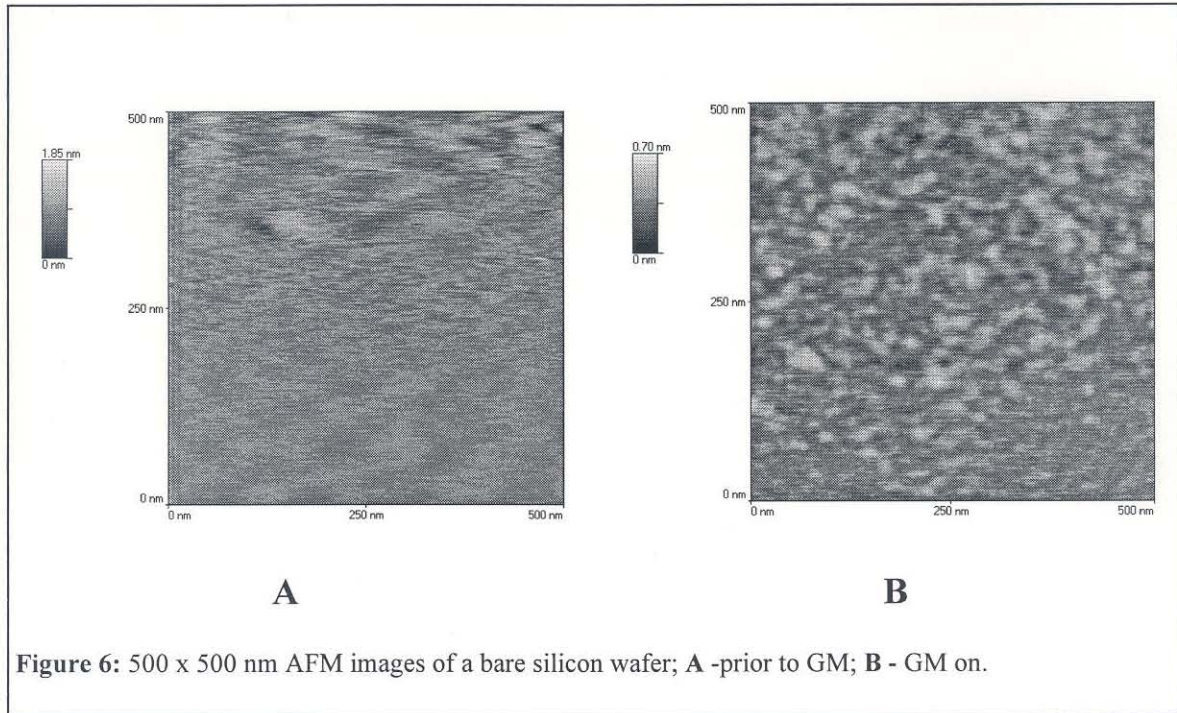 500 nm
1.85 nm
0 nm
250 nm
0 nm
0 nm
250 nm
500 nm
A
500 nm
0.70 nm
0 nm
250 nm
0 nm
0 nm
250 nm
500 nm
B
Figure 6: 500 x 500 nm AFM images of a bare silicon wafer; A -prior to GM; B - GM on.